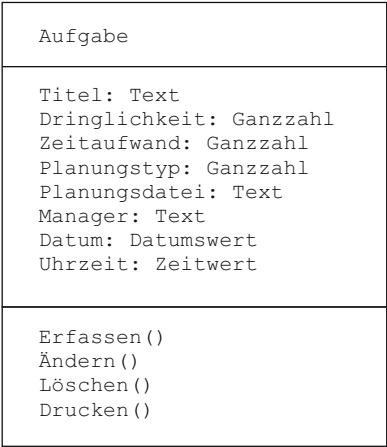 Aufgabe
Titel: Text
Dringlichkeit: Ganzzahl
Zeitaufwand: Ganzzahl
Planungstyp: Ganzzahl
Planungsdatei: Text
Manager: Text
Datum: Datumswert
Uhrzeit: Zeitwert
Erfassen()
Ändern()
Löschen()
Drucken()